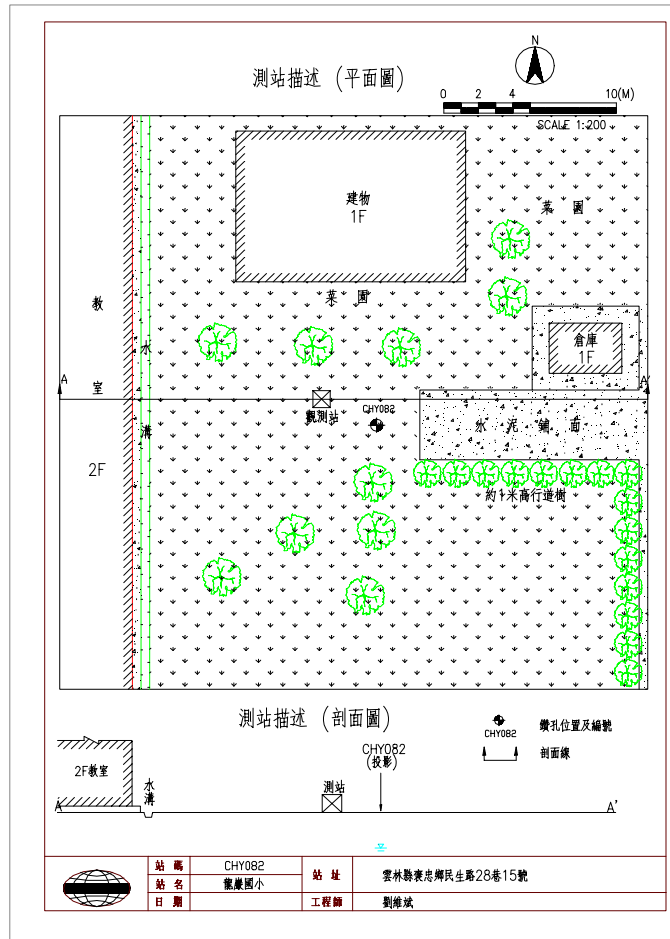 N
測站描述 (平面圖)
0 2 4 10(M)
SCALE 1:200
建物
1F
菜 園
菜 園
教
室
2F
水
溝
倉庫
1F
A
A'
觀測站
CHY082
水 泥 鋪 面
約1米高行道樹
測站描述 (剖面圖)
CHY082
鑽孔位置及編號
剖面線
CHY082
(投影)
2F教室
水
溝
測站
A
A'
站 碼 CHY082
站 名 龍巖國小
日 期
站 址 雲林縣褒忠鄉民生路28巷15號
工程師 劉維斌